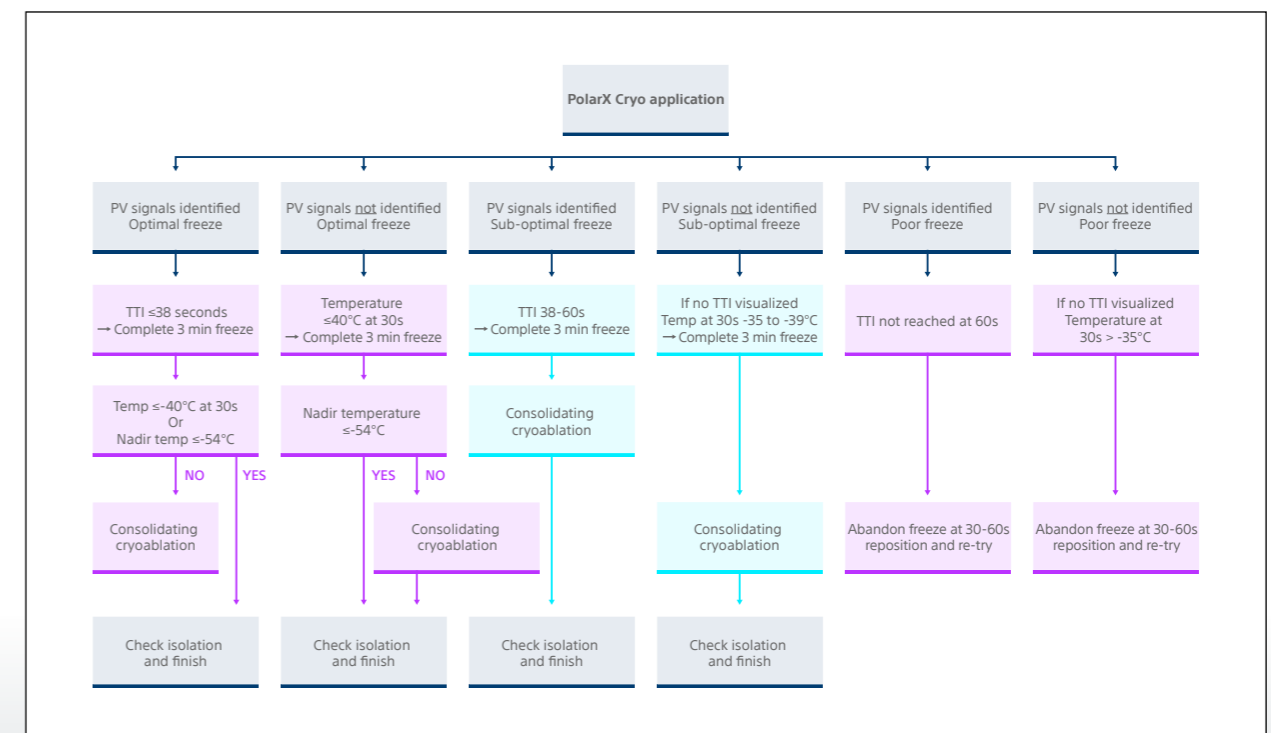 PolarX Cryo application
PV signals identified
Optimal freeze
PV signals not identified
Optimal freeze
PV signals identified
Sub-optimal freeze
PV signals not identified
Sub-optimal freeze
PV signals identified
Poor freeze
PV signals not identified
Poor freeze
TTI ≤38 seconds
→ Complete 3 min freeze
Temperature
≤40°C at 30s
→ Complete 3 min freeze
TTI 38-60s
→ Complete 3 min freeze
If no TTI visualized
Temp at 30s -35 to -39°C
→ Complete 3 min freeze
TTI not reached at 60s
If no TTI visualized
Temperature at
30s > -35°C
Temp ≤-40°C at 30s
Or
Nadir temp ≤-54°C
Nadir temperature
≤-54°C
Consolidating
cryoablation
NO
YES
YES
NO
Consolidating
cryoablation
Consolidating
cryoablation
Consolidating
cryoablation
Abandon freeze at 30-60s
reposition and re-try
Abandon freeze at 30-60s
reposition and re-try
Check isolation
and finish
Check isolation
and finish
Check isolation
and finish
Check isolation
and finish